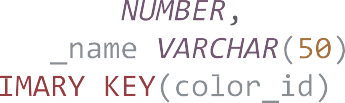 NUMBER,
_name VARCHAR(50)
IMARY KEY(color_id)